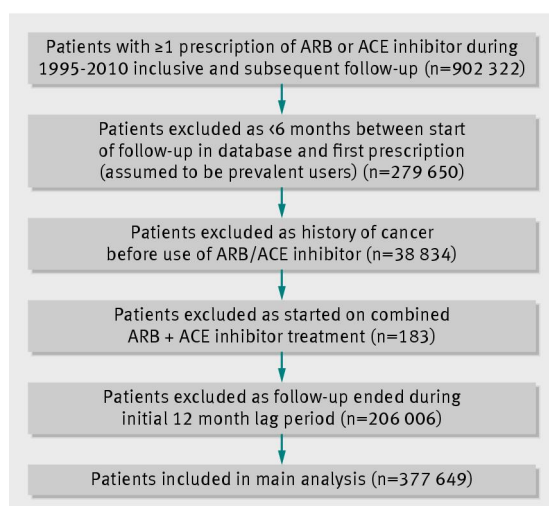 Patients with ≥1 prescription of ARB or ACE inhibitor during
1995-2010 inclusive and subsequent follow-up (n=902 322)
Patients excluded as <6 months between start
of follow-up in database and first prescription
(assumed to be prevalent users) (n=279 650)
Patients excluded as history of cancer
before use of ARB/ACE inhibitor (n=38 834)
Patients excluded as started on combined
ARB + ACE inhibitor treatment (n=183)
Patients excluded as follow-up ended during
initial 12 month lag period (n=206 006)
Patients included in main analysis (n=377 649)